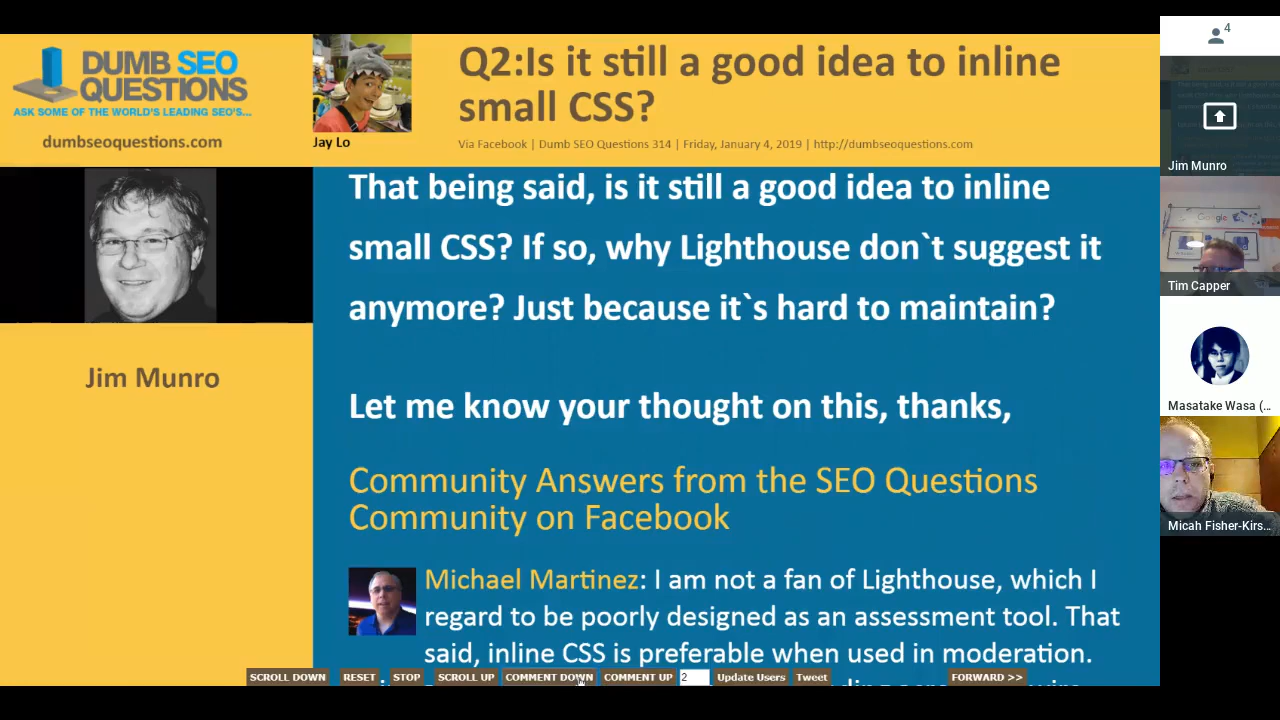 DUMB SEO
QUESTIONS
ASK SOME OF THE WORLD'S LEADING SEO'S...
dumbseoquestions.com
Jay Lo
Q2:Is it still a good idea to inline
small CSS?
Via Facebook | Dumb SEO Questions 314 | Friday, January 4, 2019 | http://dumbseoquestions.com
Jim Munro
That being said, is it still a good idea to inline
small CSS? If so, why Lighthouse don`t suggest it
anymore? Just because it`s hard to maintain?
Let me know your thought on this, thanks,
Community Answers from the SEO Questions
Community on Facebook
Michael Martinez: I am not a fan of Lighthouse, which I
regard to be poorly designed as an assessment tool. That
said, inline CSS is preferable when used in moderation.
SCROLL DOWN RESET STOP SCROLL UP COMMENT DOWN COMMENT UP 2 Update Users Tweet FORWARD >>
4
Jim Munro
Google
Tim Capper
Masatake Wasa (...
Micah Fisher-Kirs...